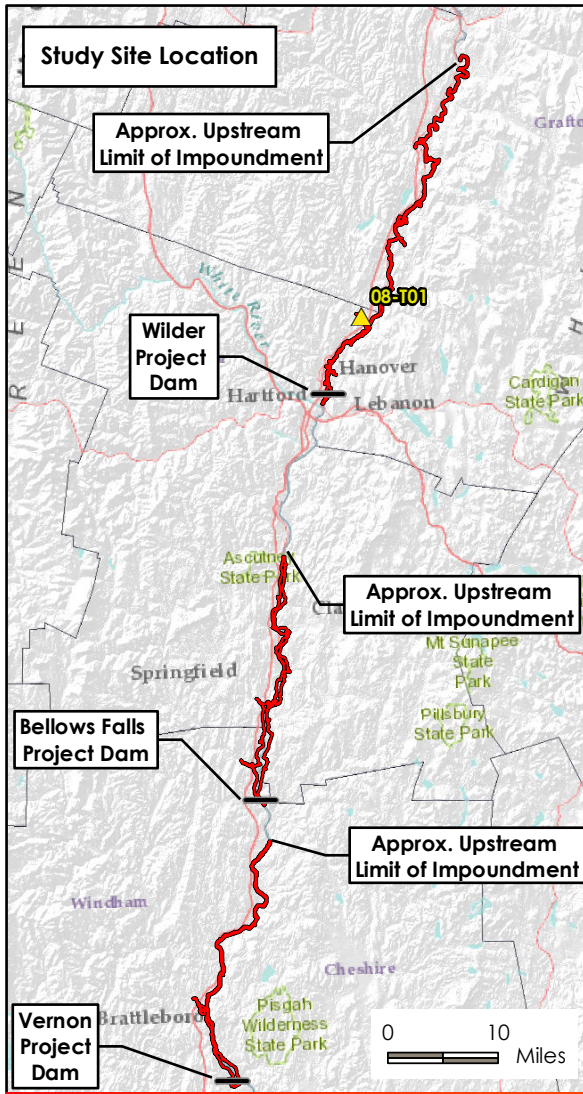 Study Site Location
Approx. Upstream
Limit of Impoundment
Grafto
White River
08-T01
Wilder
Project
Dam
Hanover
Hartford
Lebanon
Cardigan
State Park
Ascutney
State Park
Approx. Upstream
Limit of Impoundment
Cla
Mt Sunapee
State
Park
Springfield
Pillsbury
State Park
Bellows Falls
Project Dam
Approx. Upstream
Limit of Impoundment
Windham
Cheshire
Vernon
Project
Dam
Brattleboro
Pisgah
Wilderness
State Park
0 10
Miles